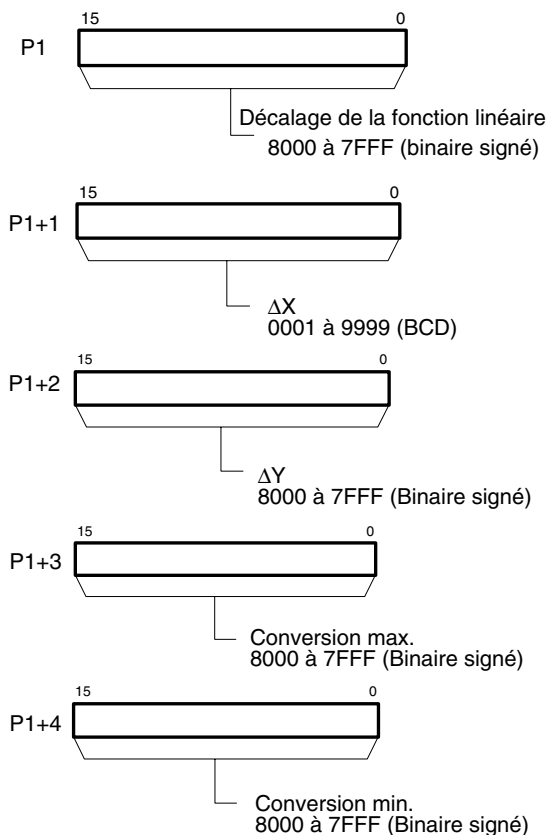 15 0
P1
Décalage de la fonction linéaire
8000 à 7FFF (binaire signé)
15 0
P1+1
ΔX
0001 à 9999 (BCD)
15 0
P1+2
ΔY
8000 à 7FFF (Binaire signé)
15 0
P1+3
Conversion max.
8000 à 7FFF (Binaire signé)
15 0
P1+4
Conversion min.
8000 à 7FFF (Binaire signé)